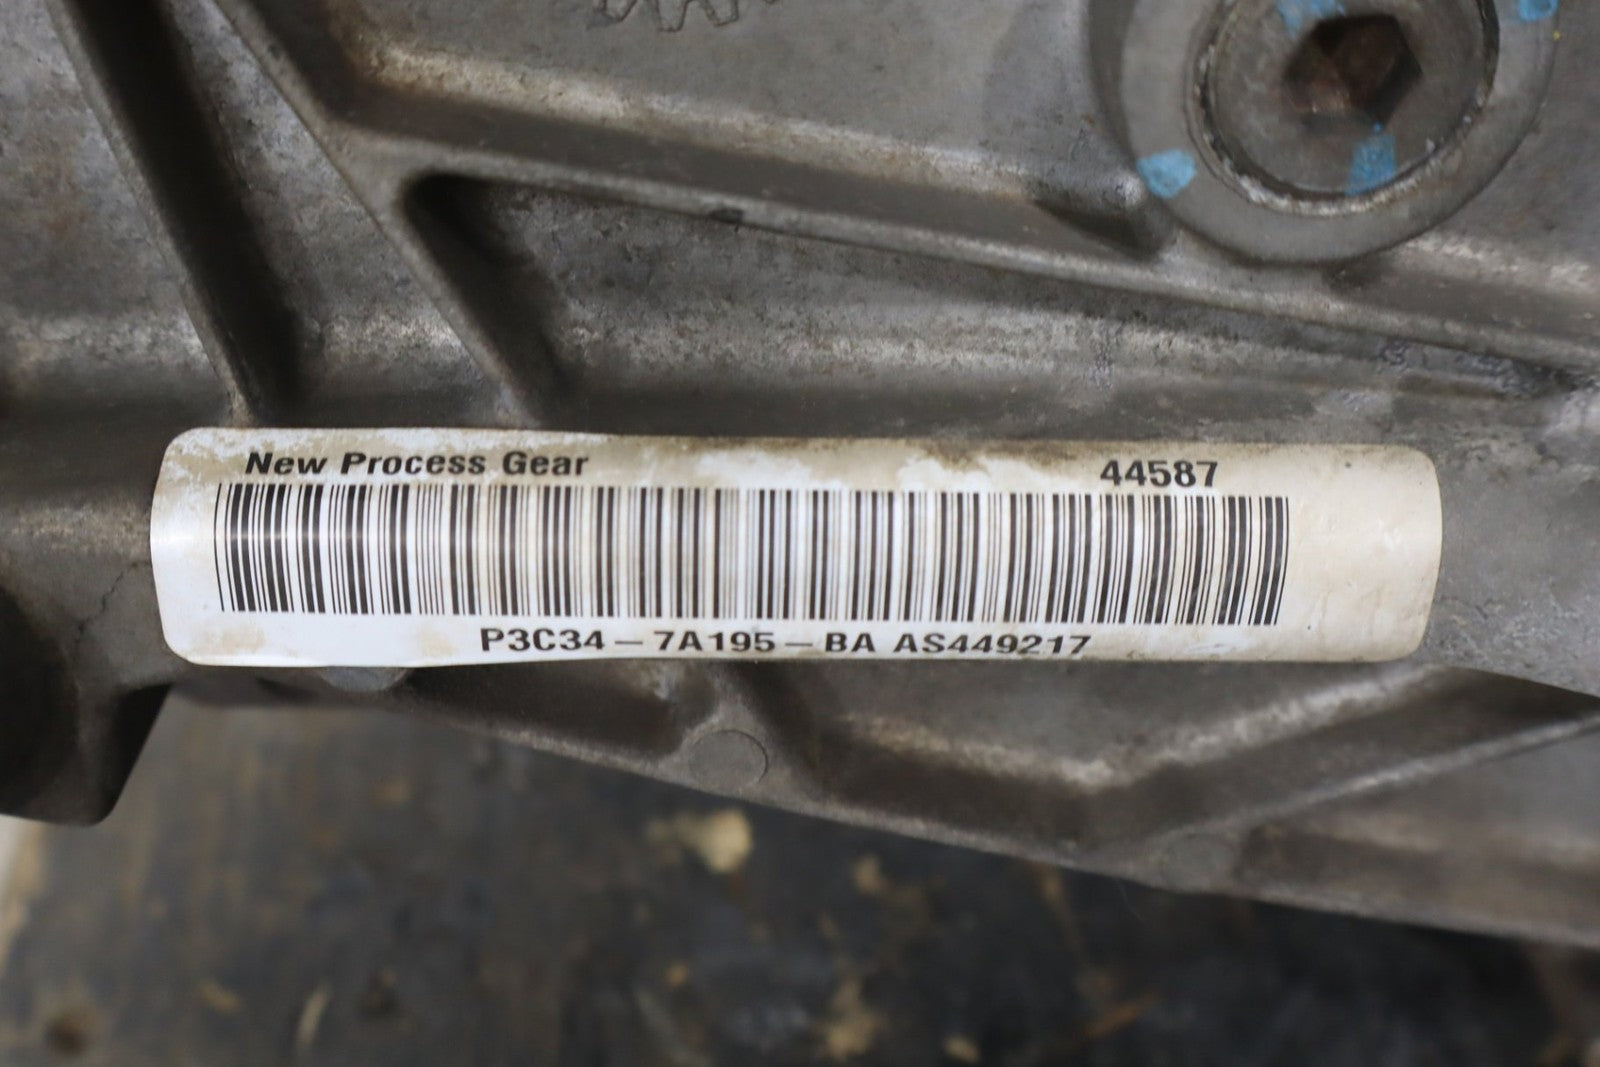 New Process Gear 44587
P3C34-7A195-BA AS449217